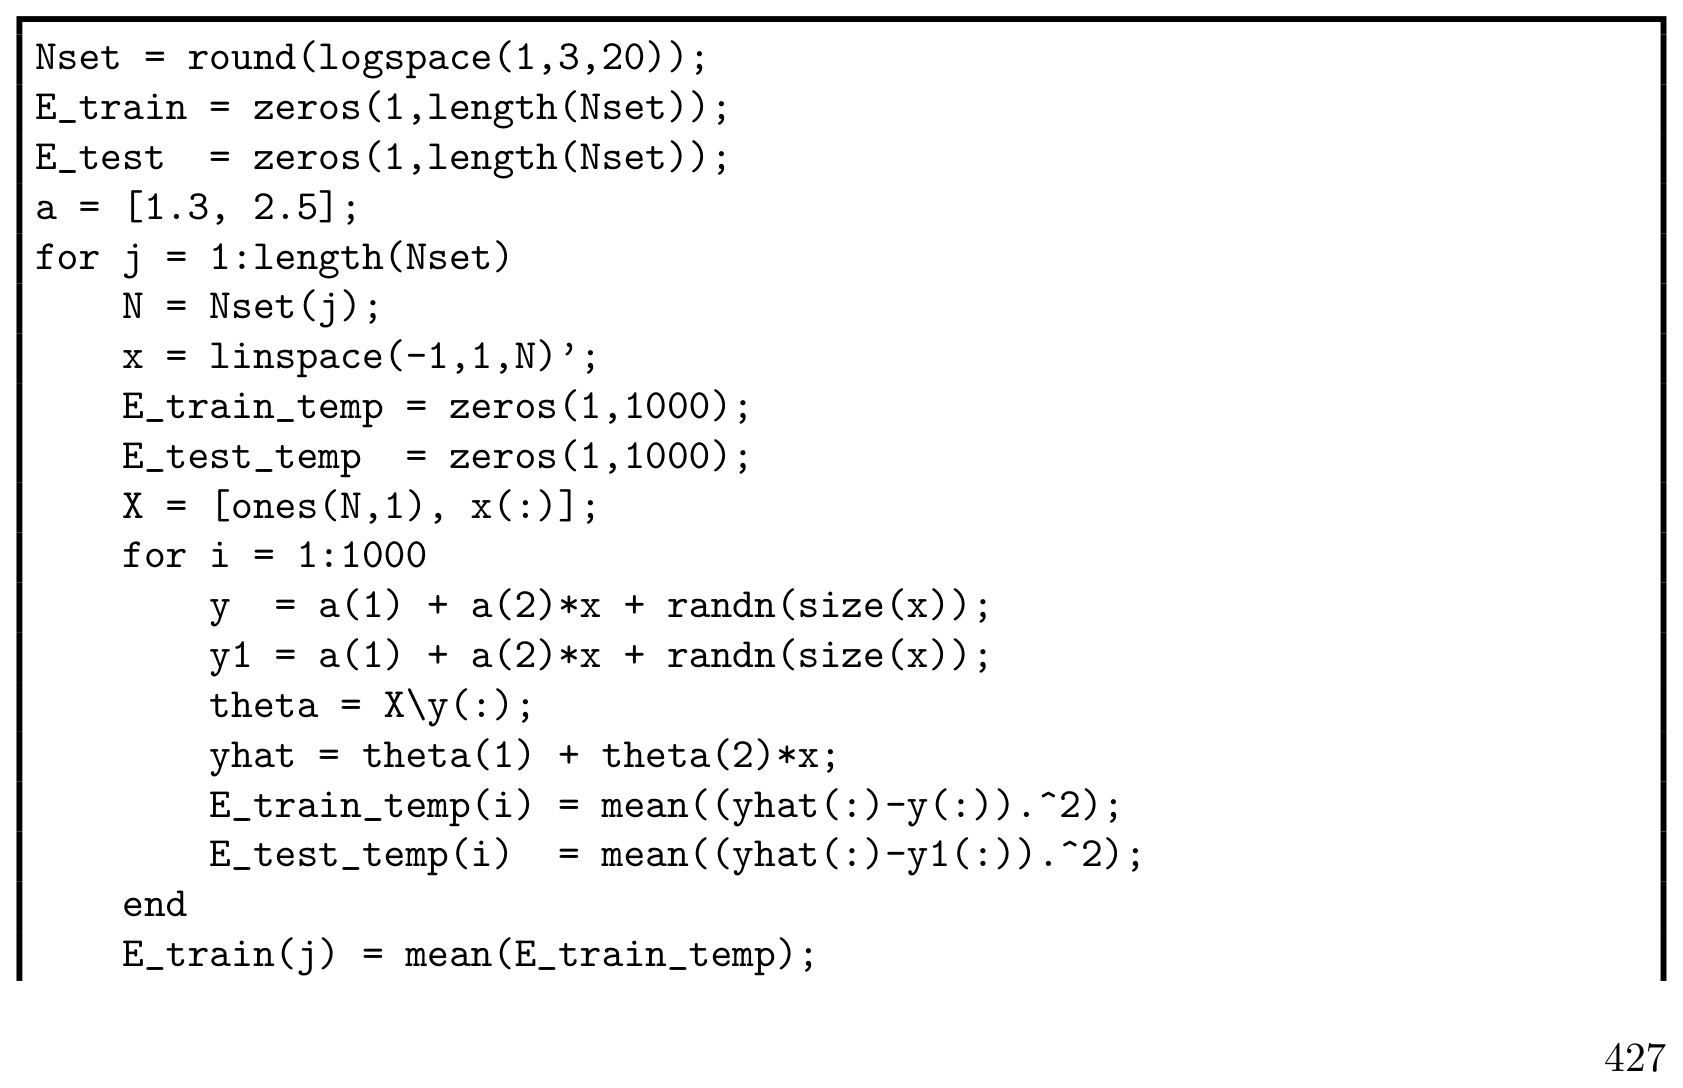 Nset = round(logspace(1,3,20));
E_train = zeros(1,length(Nset));
E_test  = zeros(1,length(Nset));
a = [1.3, 2.5];
for j = 1:length(Nset)
    N = Nset(j);
    x = linspace(-1,1,N)’;
    E_train_temp = zeros(1,1000);
    E_test_temp  = zeros(1,1000);
    X = [ones(N,1), x(:)];
    for i = 1:1000
        y  = a(1) + a(2)*x + randn(size(x));
        y1 = a(1) + a(2)*x + randn(size(x));
        theta = X\y(:);
        yhat = theta(1) + theta(2)*x;
        E_train_temp(i) = mean((yhat(:)-y(:)).^2);
        E_test_temp(i)  = mean((yhat(:)-y1(:)).^2);
    end
    E_train(j) = mean(E_train_temp);
427